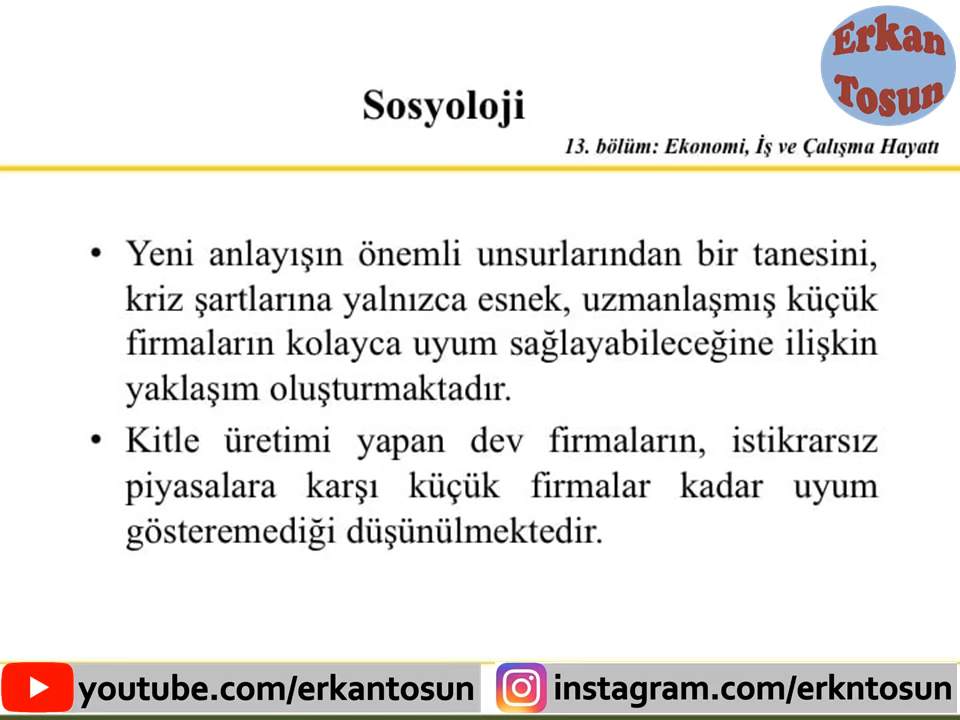 Erkan
Tosun
Sosyoloji
13. bölüm: Ekonomi, İş ve Çalışma Hayatı
• Yeni anlayışın önemli unsurlarından bir tanesini,
kriz şartlarına yalnızca esnek, uzmanlaşmış küçük
firmaların kolayca uyum sağlayabileceğine ilişkin
yaklaşım oluşturmaktadır.
• Kitle üretimi yapan dev firmaların, istikrarsız
piyasalara karşı küçük firmalar kadar uyum
gösteremediği düşünülmektedir.
youtube.com/erkantosun
instagram.com/erkntosun